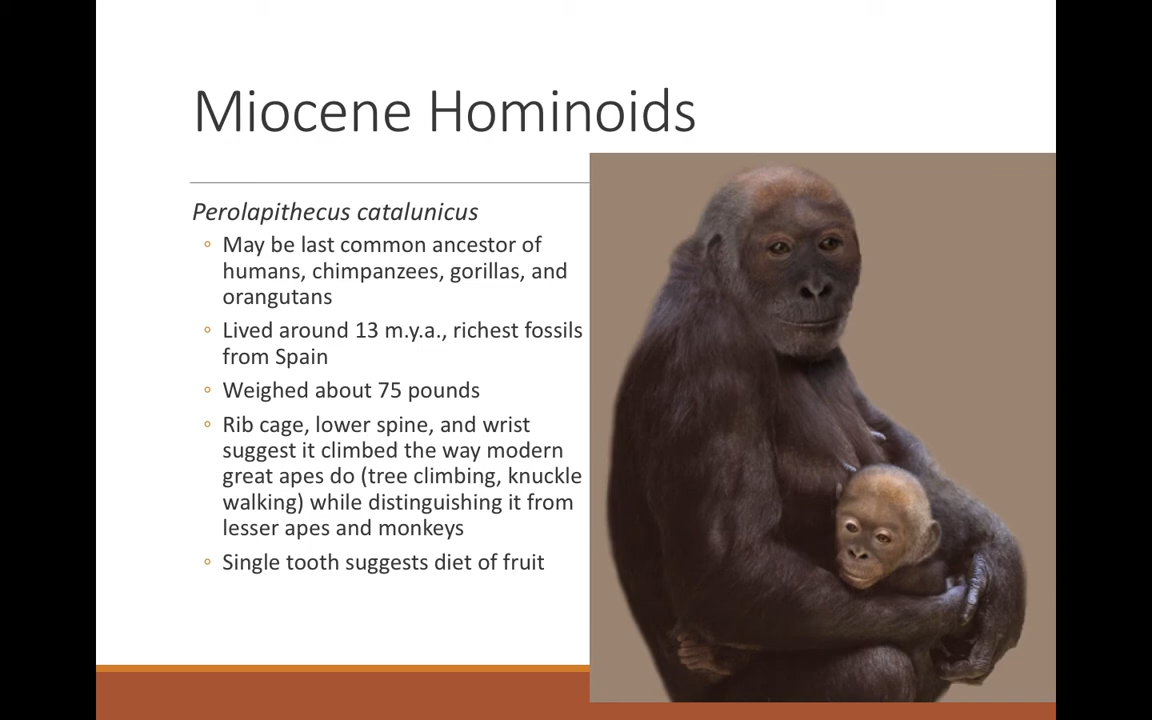 Miocene Hominoids
Perolapithecus catalunicus
◦ May be last common ancestor of
humans, chimpanzees, gorillas, and
orangutans
◦ Lived around 13 m.y.a., richest fossils
from Spain
◦ Weighed about 75 pounds
◦ Rib cage, lower spine, and wrist
suggest it climbed the way modern
great apes do (tree climbing, knuckle
walking) while distinguishing it from
lesser apes and monkeys
◦ Single tooth suggests diet of fruit